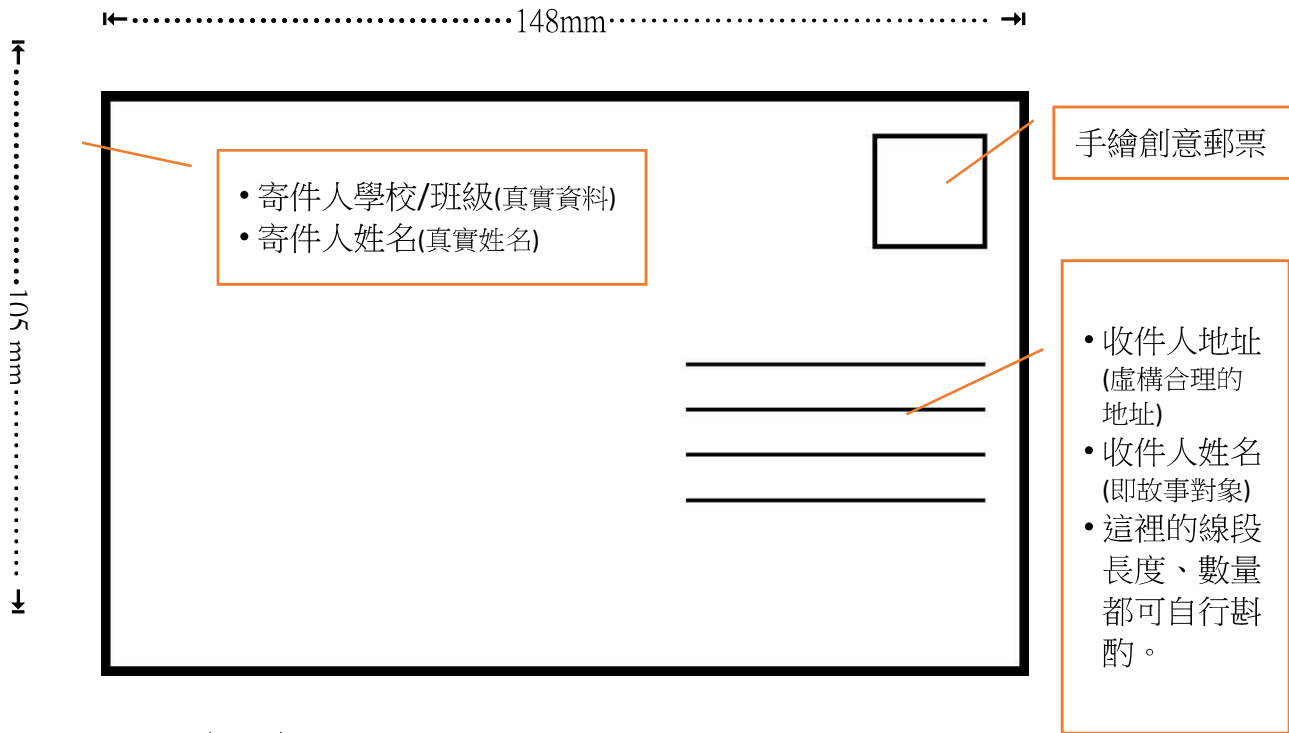 148mm
105 mm
• 寄件人學校/班級(真實資料)
• 寄件人姓名(真實姓名)
手繪創意郵票
• 收件人地址
(虛構合理的
地址)
• 收件人姓名
(即故事對象)
• 這裡的線段
長度、數量
都可自行斟
酌。